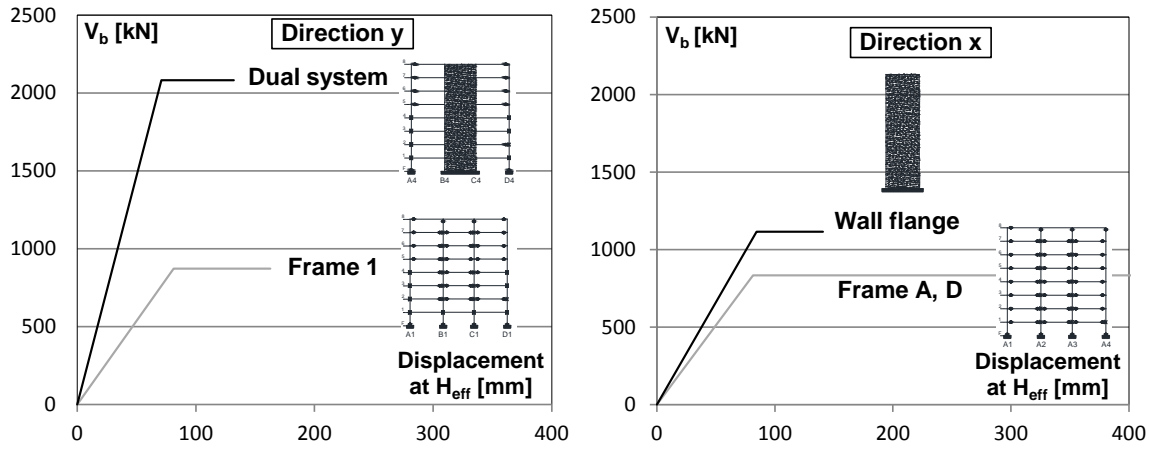 2500
2000
1500
1000
500
0
V_b [kN]
Direction y
Dual system
A4 B4 C4 D4
Frame 1
A1 B1 C1 D1
Displacement
at H_eff [mm]
0 100 200 300 400
2500
2000
1500
1000
500
0
V_b [kN]
Direction x
Wall flange
Frame A, D
A1 A2 A3 A4
Displacement
at H_eff [mm]
0 100 200 300 400